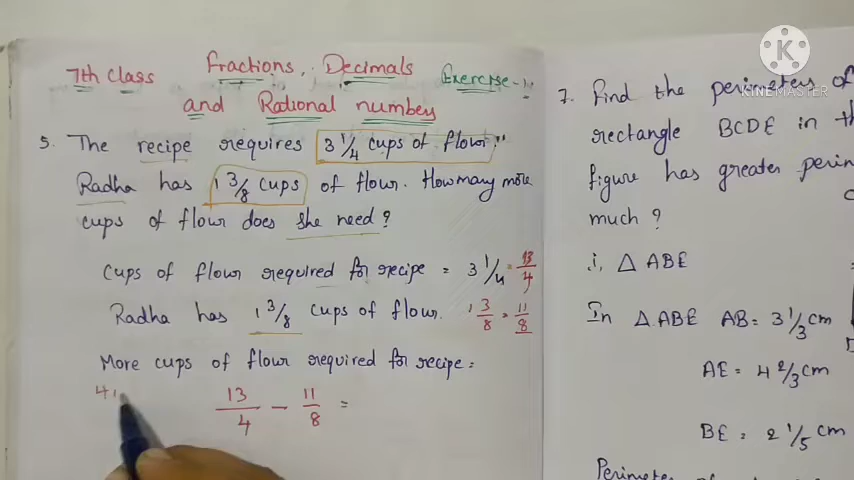 7th Class Fractions, Decimals Exercise-1
and Rational numbers
5. The recipe requires 3 1/4 cups of flour."
Radha has 1 3/8 cups of flour. How many more
cups of flour does she need?
Cups of flour required for recipe = 3 1/4 = 13/4
Radha has 1 3/8 cups of flour. 1 3/8 = 11/8
More cups of flour required for recipe =
13/4 - 11/8 =
7. Find the perimeters of
rectangle BCDE in th
figure has greater perim
much?
i. △ ABE
In △ ABE AB = 3 1/3 cm
AE = 4 2/3 cm
BE = 2 1/5 cm
KINEMASTER